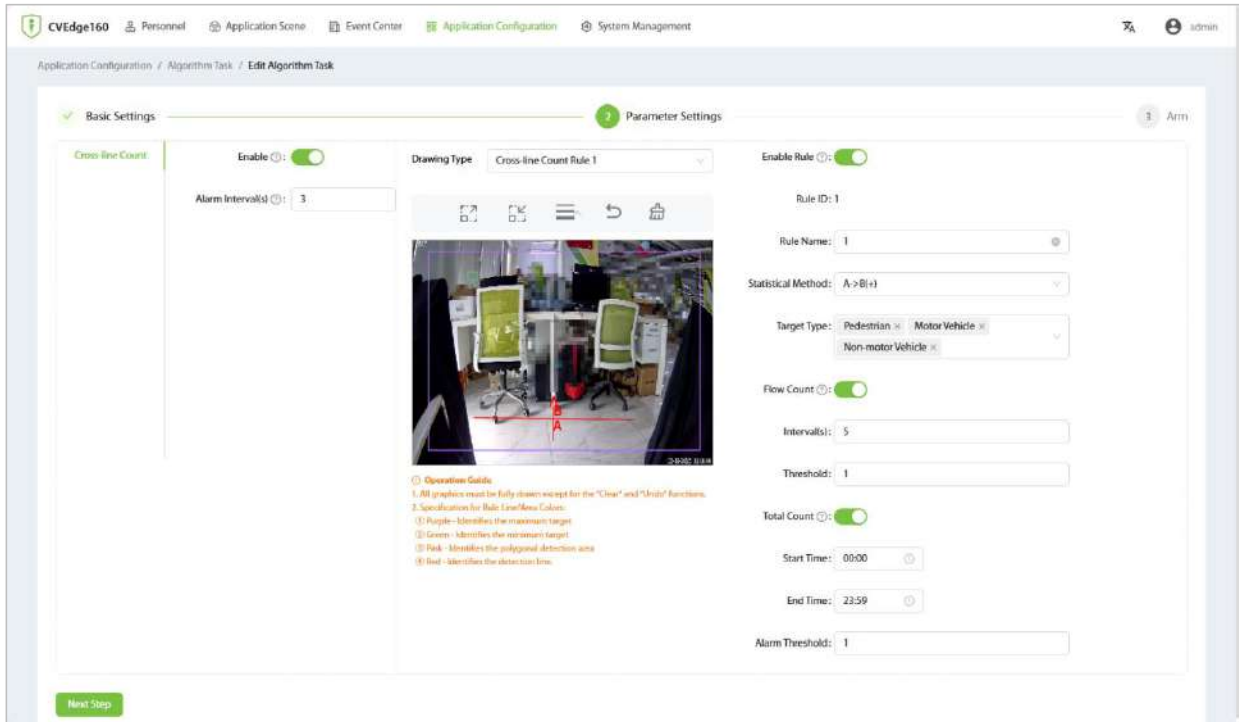 CVEdge160
Personnel
Application Scene
Event Center
Application Configuration
System Management
admin
Application Configuration / Algorithm Task / Edit Algorithm Task
Basic Settings
2 Parameter Settings
3 Arm
Cross-line Count
Enable
Alarm Interval(s) : 3
Drawing Type Cross-line Count Rule 1
B
A
Operation Guide
1. All graphics must be fully drawn except for the "Clear" and "Undo" functions.
2. Specification for Rule Line/Area Colors:
① Purple - Identifies the maximum target
② Green - Identifies the minimum target
③ Pink - Identifies the polygonal detection area
④ Red - Identifies the detection line.
Enable Rule :
Rule ID: 1
Rule Name: 1
Statistical Method: A->B(+)
Target Type: Pedestrian × Motor Vehicle ×
Non-motor Vehicle ×
Flow Count :
Interval(s): 5
Threshold: 1
Total Count :
Start Time: 00:00
End Time: 23:59
Alarm Threshold: 1
Next Step